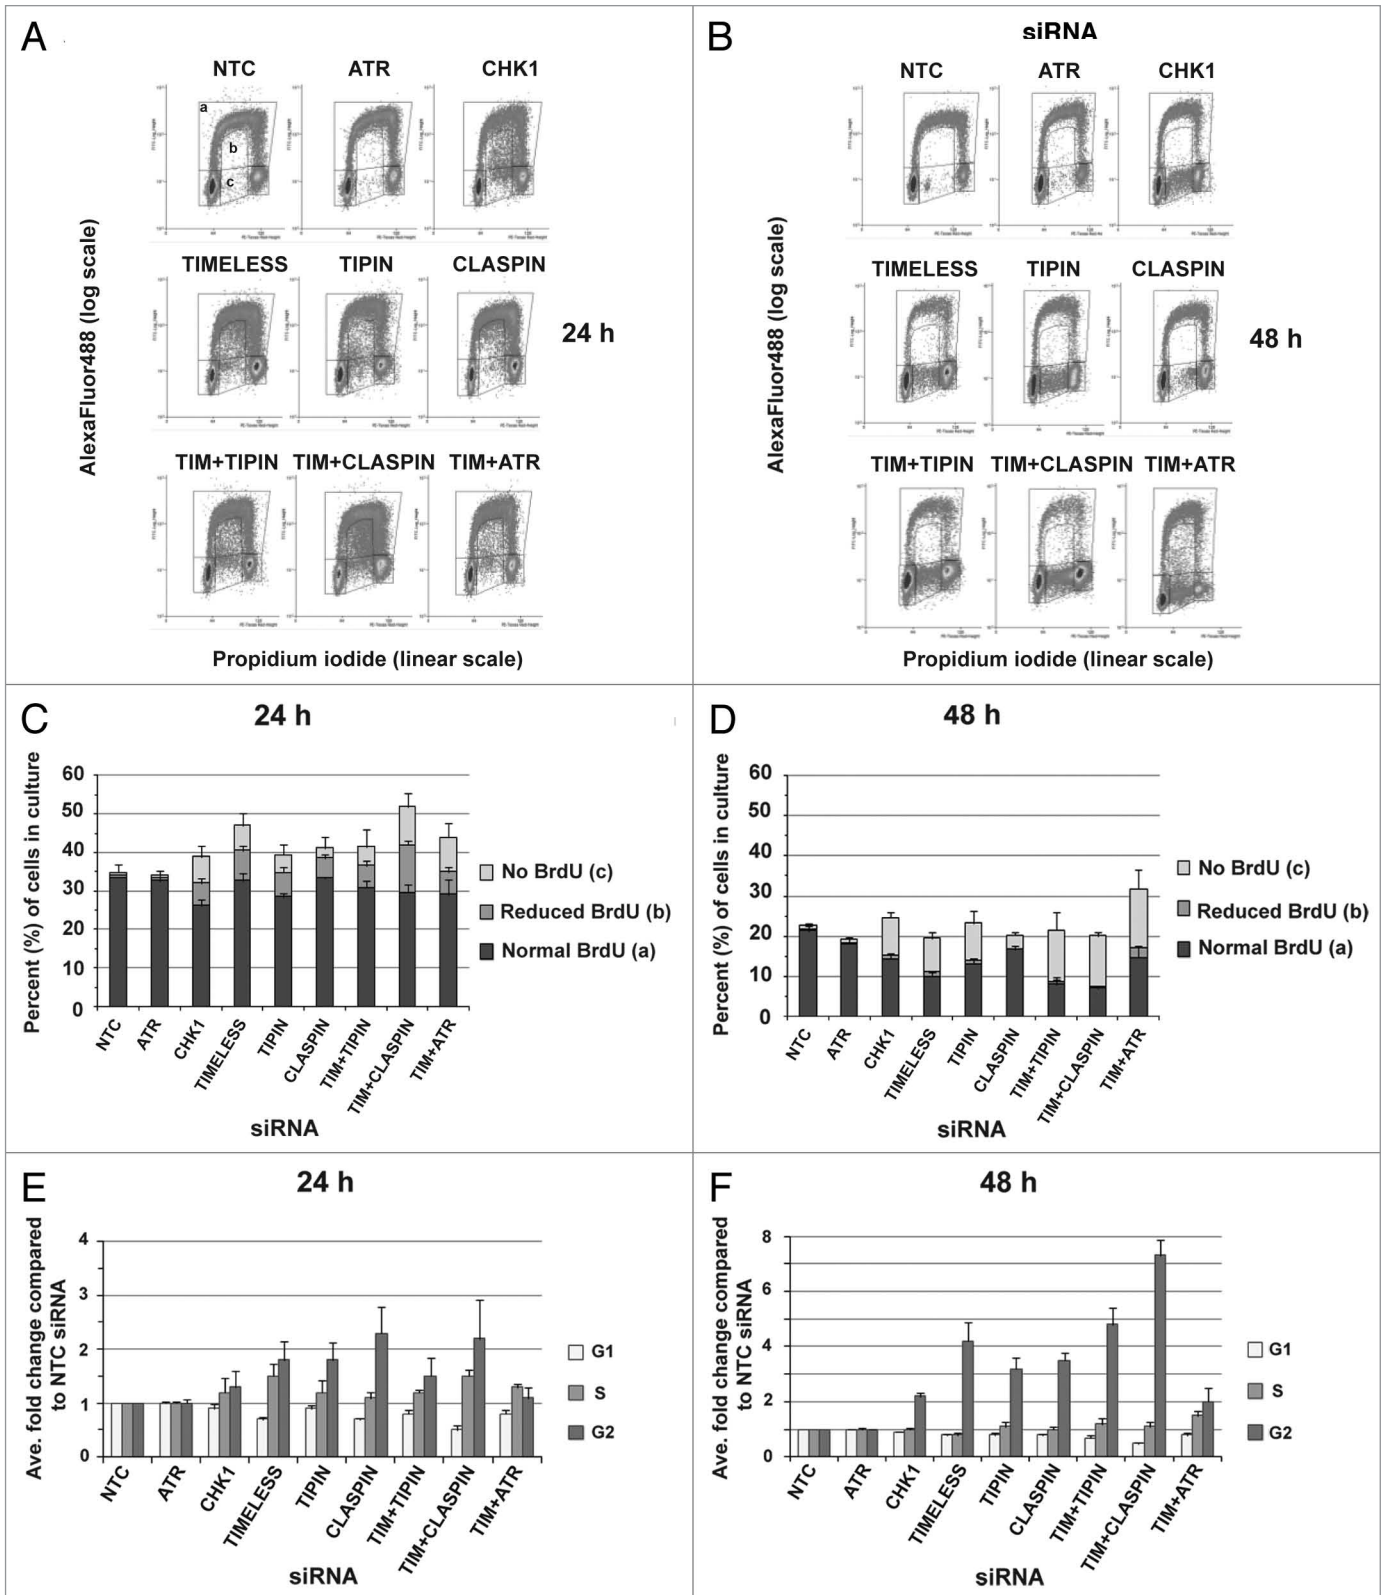 A
NTC
ATR
CHK1
a
b
c
TIMELESS
TIPIN
CLASPIN
24 h
TIM+TIPIN
TIM+CLASPIN
TIM+ATR
AlexaFluor488 (log scale)
Propidium iodide (linear scale)
B
siRNA
NTC
ATR
CHK1
TIMELESS
TIPIN
CLASPIN
48 h
TIM+TIPIN
TIM+CLASPIN
TIM+ATR
AlexaFluor488 (log scale)
Propidium iodide (linear scale)
C
24 h
Percent (%) of cells in culture
60
50
40
30
20
10
0
No BrdU (c)
Reduced BrdU (b)
Normal BrdU (a)
NTC
ATR
CHK1
TIMELESS
TIPIN
CLASPIN
TIM+TIPIN
TIM+CLASPIN
TIM+ATR
siRNA
D
48 h
Percent (%) of cells in culture
60
50
40
30
20
10
0
No BrdU (c)
Reduced BrdU (b)
Normal BrdU (a)
NTC
ATR
CHK1
TIMELESS
TIPIN
CLASPIN
TIM+TIPIN
TIM+CLASPIN
TIM+ATR
siRNA
E
24 h
Ave. fold change compared
to NTC siRNA
4
3
2
1
0
G1
S
G2
NTC
ATR
CHK1
TIMELESS
TIPIN
CLASPIN
TIM+TIPIN
TIM+CLASPIN
TIM+ATR
siRNA
F
48 h
Ave. fold change compared
to NTC siRNA
8
6
4
2
0
G1
S
G2
NTC
ATR
CHK1
TIMELESS
TIPIN
CLASPIN
TIM+TIPIN
TIM+CLASPIN
TIM+ATR
siRNA